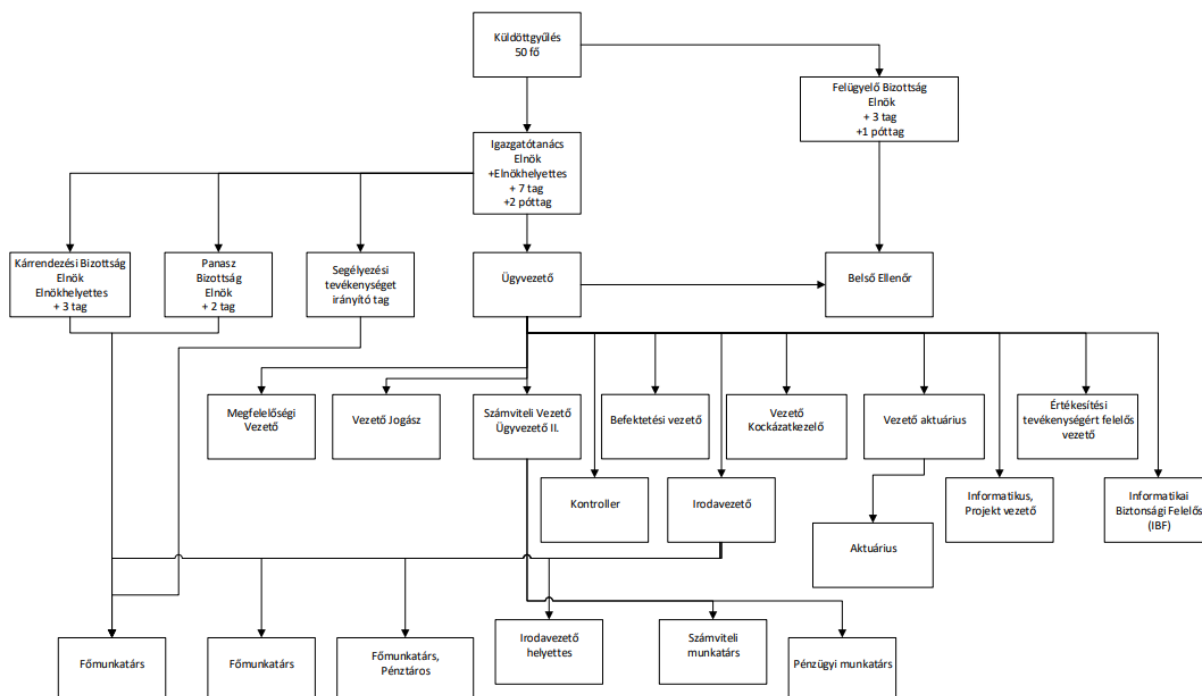 Küldöttgyűlés
50 fő
Felügyelő Bizottság
Elnök
+ 3 tag
+1 póttag
Igazgatótanács
Elnök
+Elnökhelyettes
+ 7 tag
+2 póttag
Kárrendezési Bizottság
Elnök
Elnökhelyettes
+ 3 tag
Panasz
Bizottság
Elnök
+ 2 tag
Segélyezési
tevékenységet
irányító tag
Ügyvezető
Belső Ellenőr
Megfelelőségi
Vezető
Vezető Jogász
Számviteli Vezető
Ügyvezető II.
Befektetési vezető
Vezető
Kockázatkezelő
Vezető aktuárius
Értékesítési
tevékenységért felelős
vezető
Kontroller
Irodavezető
Informatikus,
Projekt vezető
Informatikai
Biztonsági Felelős
(IBF)
Aktuárius
Főmunkatárs
Főmunkatárs
Főmunkatárs,
Pénztáros
Irodavezető
helyettes
Számviteli
munkatárs
Pénzügyi munkatárs